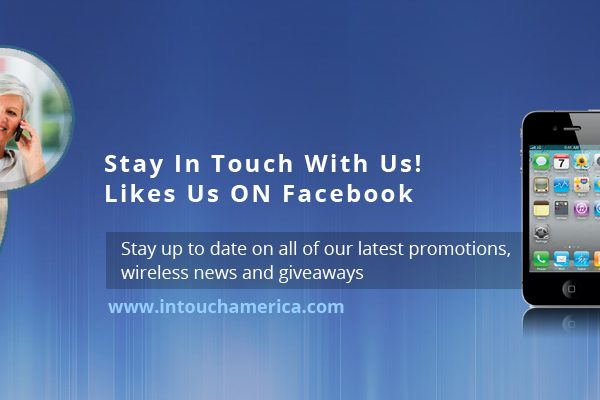 Stay In Touch With Us!
Likes Us ON Facebook
Stay up to date on all of our latest promotions,
wireless news and giveaways
www.intouchamerica.com